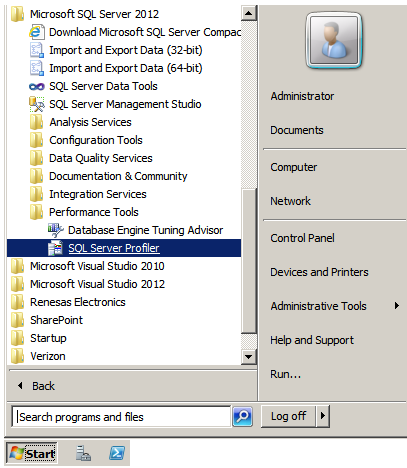 Microsoft SQL Server 2012
Download Microsoft SQL Server Compac
Import and Export Data (32-bit)
Import and Export Data (64-bit)
SQL Server Data Tools
SQL Server Management Studio
Analysis Services
Configuration Tools
Data Quality Services
Documentation & Community
Integration Services
Performance Tools
Database Engine Tuning Advisor
SQL Server Profiler
Microsoft Visual Studio 2010
Microsoft Visual Studio 2012
Renesas Electronics
SharePoint
Startup
Verizon
Back
Search programs and files
Administrator
Documents
Computer
Network
Control Panel
Devices and Printers
Administrative Tools
Help and Support
Run...
Log off
Start